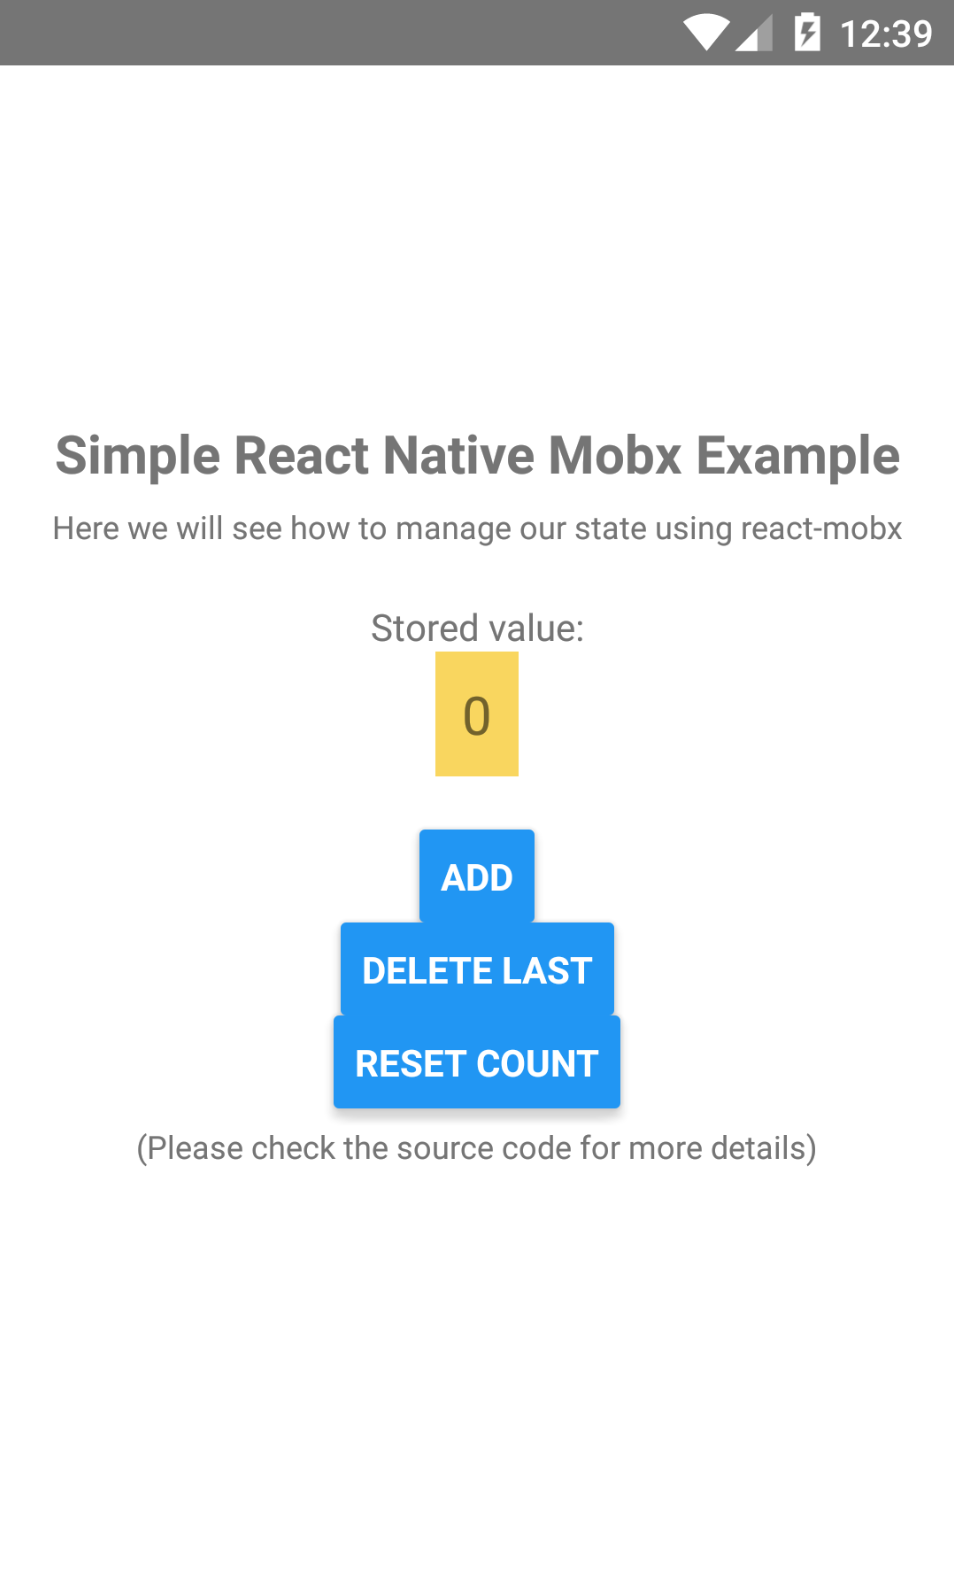 12:39
Simple React Native Mobx Example
Here we will see how to manage our state using react-mobx
Stored value:
0
ADD
DELETE LAST
RESET COUNT
(Please check the source code for more details)